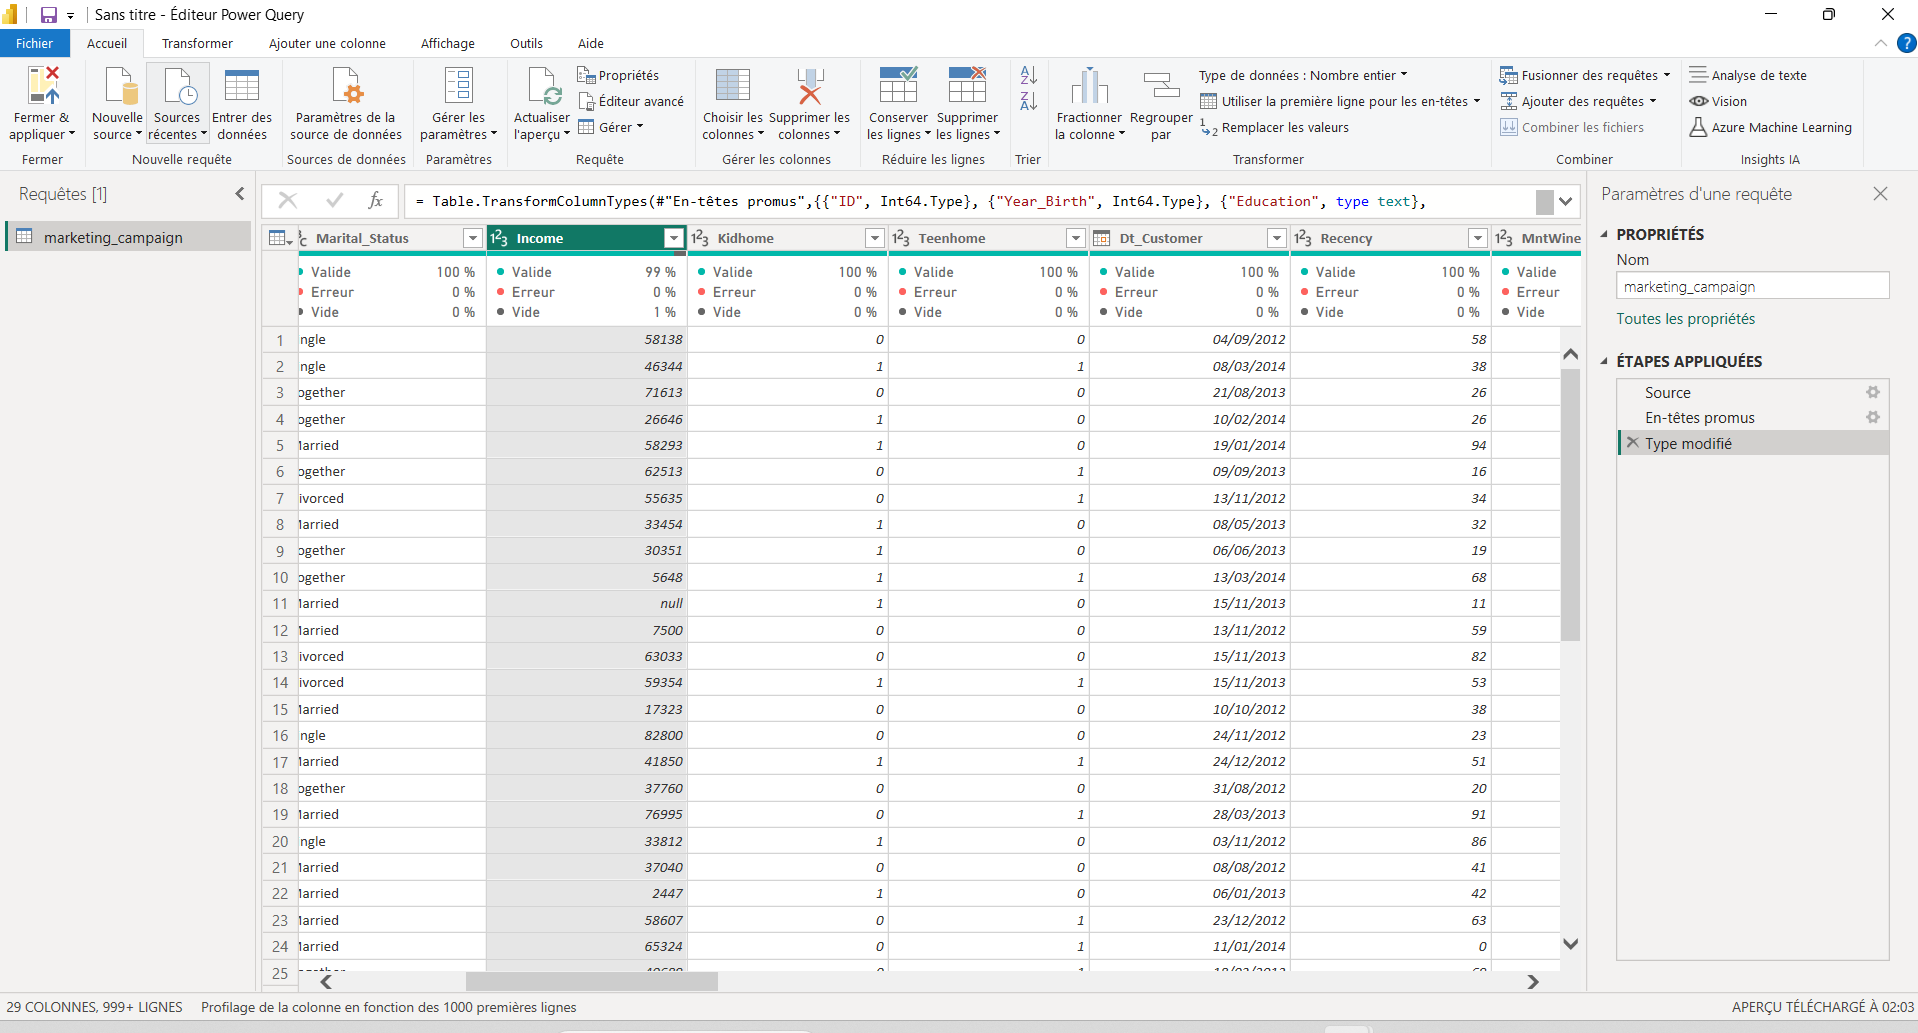 Sans titre - Éditeur Power Query
Fichier Accueil Transformer Ajouter une colonne Affichage Outils Aide
Fermer & appliquer
Nouvelle source
Sources récentes
Entrer des données
Paramètres de la source de données
Gérer les paramètres
Actualiser l'aperçu
Propriétés
Éditeur avancé
Gérer
Choisir les colonnes
Supprimer les colonnes
Conserver les lignes
Supprimer les lignes
Fractionner la colonne
Regrouper par
Type de données : Nombre entier
Utiliser la première ligne pour les en-têtes
Remplacer les valeurs
Fusionner des requêtes
Ajouter des requêtes
Combiner les fichiers
Analyse de texte
Vision
Azure Machine Learning
Fermer Nouvelle requête Sources de données Paramètres Requête Gérer les colonnes Réduire les lignes Trier Transformer Combiner Insights IA
Requêtes [1]
marketing_campaign
= Table.TransformColumnTypes(#"En-têtes promus",{{"ID", Int64.Type}, {"Year_Birth", Int64.Type}, {"Education", type text},
Marital_Status Income Kidhome Teenhome Dt_Customer Recency MntWine
Valide 100 % Valide 99 % Valide 100 % Valide 100 % Valide 100 % Valide 100 % Valide
Erreur 0 % Erreur 0 % Erreur 0 % Erreur 0 % Erreur 0 % Erreur 0 % Erreur
Vide 0 % Vide 1 % Vide 0 % Vide 0 % Vide 0 % Vide 0 % Vide
1 ngle 58138 0 0 04/09/2012 58
2 ngle 46344 1 1 08/03/2014 38
3 ogether 71613 0 0 21/08/2013 26
4 ogether 26646 1 0 10/02/2014 26
5 Married 58293 1 0 19/01/2014 94
6 ogether 62513 0 1 09/09/2013 16
7 ivorced 55635 0 1 13/11/2012 34
8 Married 33454 1 0 08/05/2013 32
9 ogether 30351 1 0 06/06/2013 19
10 ogether 5648 1 1 13/03/2014 68
11 Married null 1 0 15/11/2013 11
12 Married 7500 0 0 13/11/2012 59
13 ivorced 63033 0 0 15/11/2013 82
14 ivorced 59354 1 1 15/11/2013 53
15 Married 17323 0 0 10/10/2012 38
16 ngle 82800 0 0 24/11/2012 23
17 Married 41850 1 1 24/12/2012 51
18 ogether 37760 0 0 31/08/2012 20
19 Married 76995 0 1 28/03/2013 91
20 ngle 33812 1 0 03/11/2012 86
21 Married 37040 0 0 08/08/2012 41
22 Married 2447 1 0 06/01/2013 42
23 Married 58607 0 1 23/12/2012 63
24 Married 65324 0 1 11/01/2014 0
25
Paramètres d'une requête
PROPRIÉTÉS
Nom
marketing_campaign
Toutes les propriétés
ÉTAPES APPLIQUÉES
Source
En-têtes promus
Type modifié
29 COLONNES, 999+ LIGNES Profilage de la colonne en fonction des 1000 premières lignes APERÇU TÉLÉCHARGÉ À 02:03